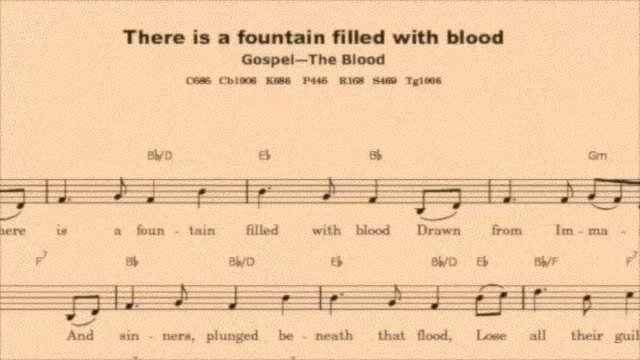 There is a fountain filled with blood
Gospel—The Blood
C686 Cb1006 E686 P446 R168 S469 Tg1006
B♭/D E♭ B♭ Gm
here is a foun - tain filled with blood Drawn from Im - ma -
F7 B♭ B♭/D E♭ B♭/D E♭ B♭/F F7
And sin - ners, plunged be - neath that flood, Lose all their guil